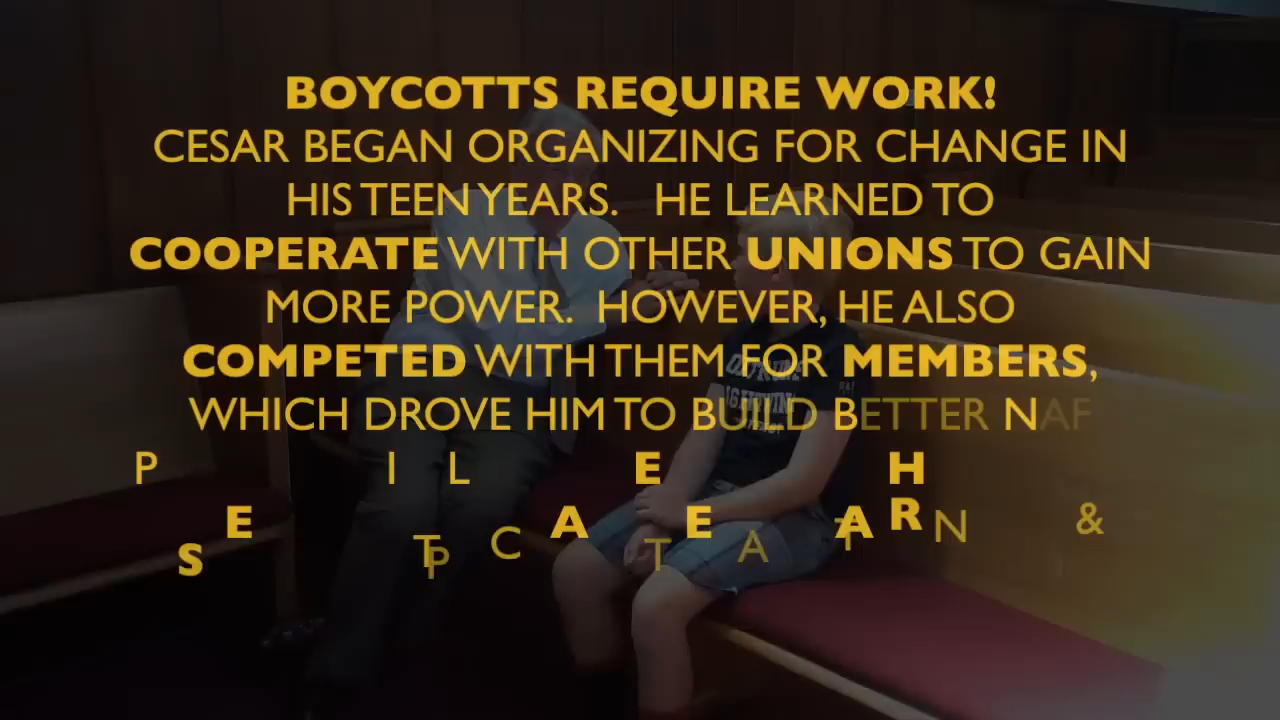 BOYCOTTS REQUIRE WORK!
CESAR BEGAN ORGANIZING FOR CHANGE IN
HIS TEEN YEARS. HE LEARNED TO
COOPERATE WITH OTHER UNIONS TO GAIN
MORE POWER. HOWEVER, HE ALSO
COMPETED WITH THEM FOR MEMBERS,
WHICH DROVE HIM TO BUILD BETTER